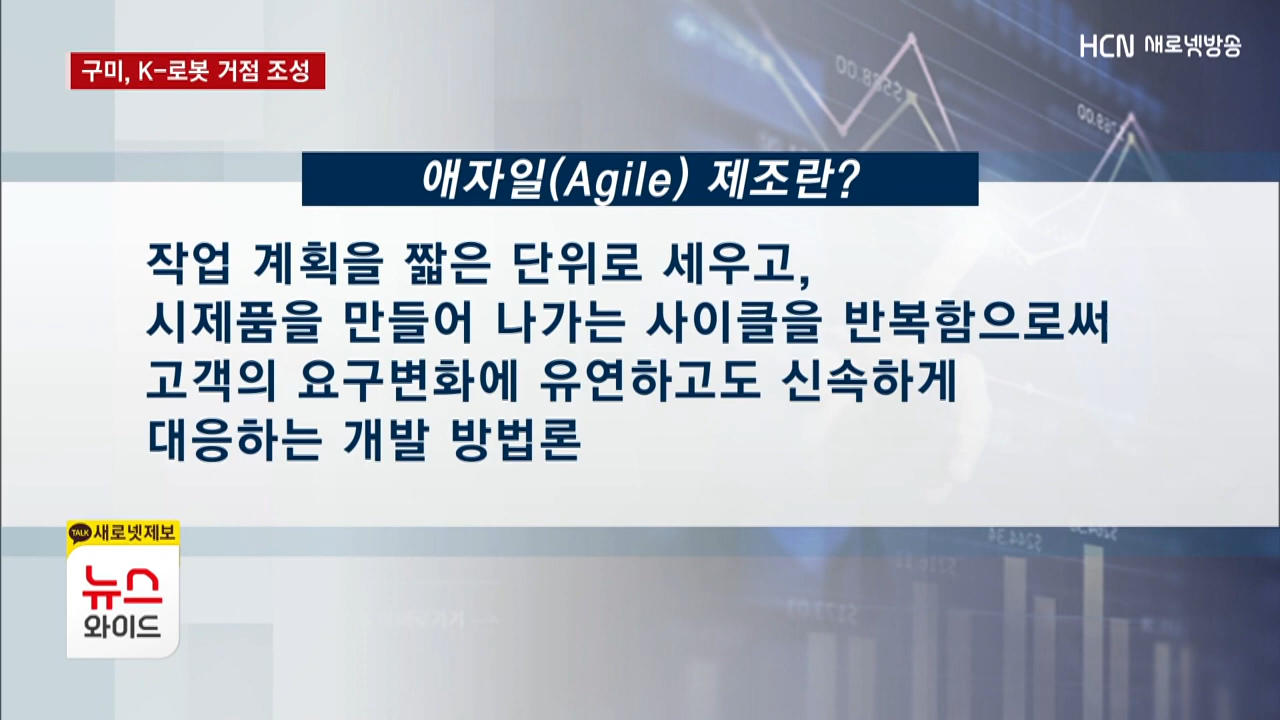 HCN 새로넷방송
구미, K-로봇 거점 조성
애자일(Agile) 제조란?
작업 계획을 짧은 단위로 세우고,
시제품을 만들어 나가는 사이클을 반복함으로써
고객의 요구변화에 유연하고도 신속하게
대응하는 개발 방법론
TALK 새로넷제보
뉴스
와이드